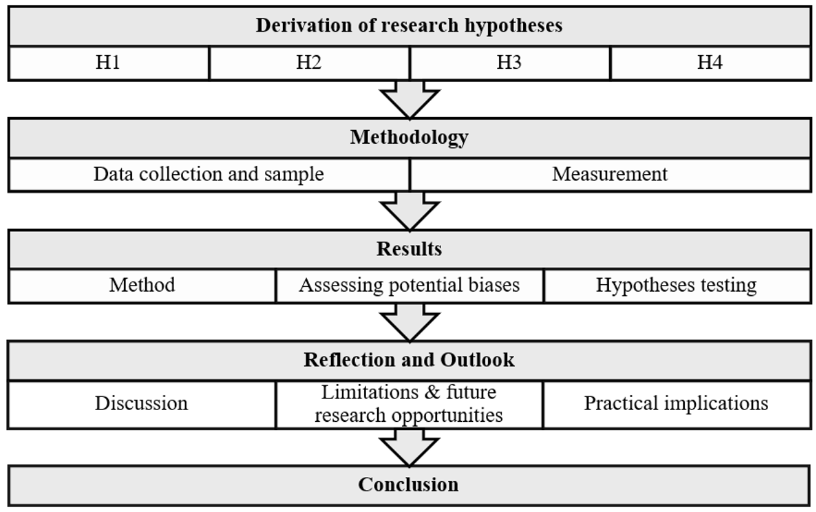 Derivation of research hypotheses
H1 H2 H3 H4
Methodology
Data collection and sample Measurement
Results
Method Assessing potential biases Hypotheses testing
Reflection and Outlook
Discussion
Limitations & future
research opportunities
Practical implications
Conclusion